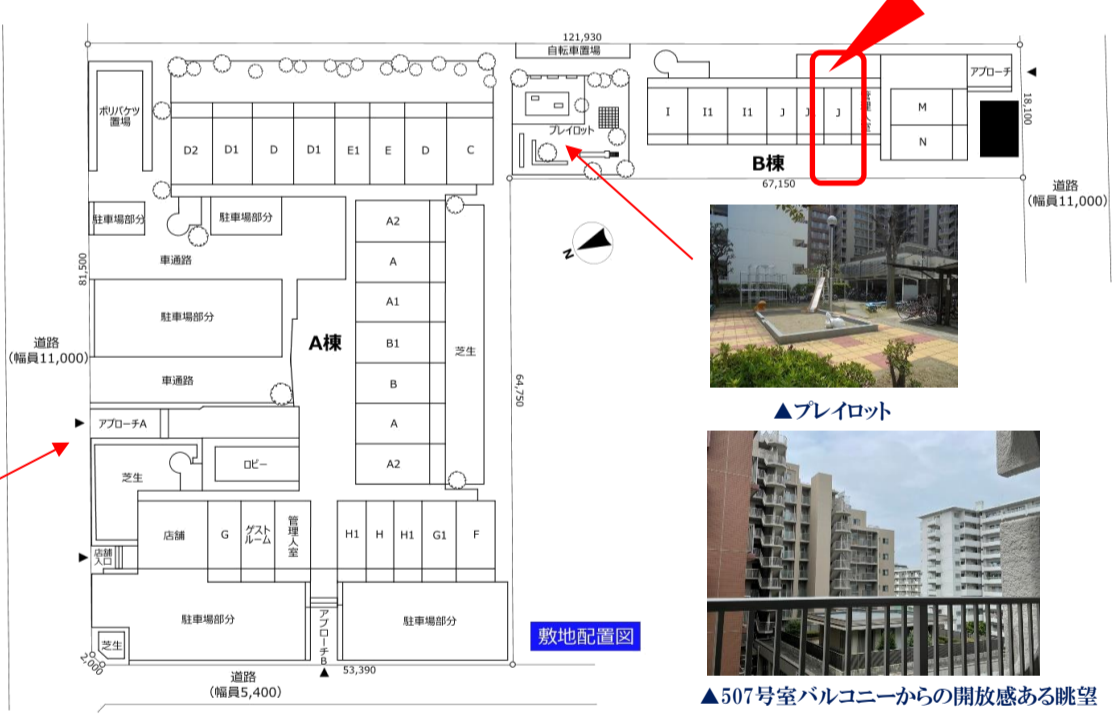 121,930
自転車置場
アプローチ
18,100
ポリバケツ
置場
D2 D1 D D1 E1 E D C
プレイロット
I I1 I1 J J J
M
N
B棟
67,150
道路
(幅員11,000)
駐車場部分
駐車場部分
車通路
81,500
駐車場部分
車通路
道路
(幅員11,000)
A棟
A2
A
A1
B1
B
A
A2
芝生
64,750
N
アプローチA
芝生
ロビー
店舗
G
ゲスト
ルーム
管理人室
H1 H H1 G1 F
店舗
入口
駐車場部分
駐車場部分
アプローチB
芝生
2,000
53,390
道路
(幅員5,400)
敷地配置図
▲プレイロット
▲507号室バルコニーからの開放感ある眺望